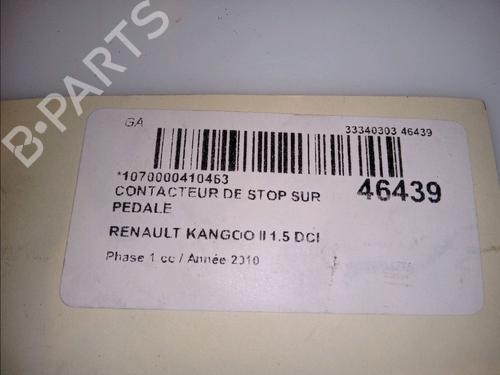 B-PARTS
GA
33340303 46439
*1070000410463
46439
CONTACTEUR DE STOP SUR
PEDALE
RENAULT KANGOO II 1.5 DCI
Phase 1 cc / Année 2010